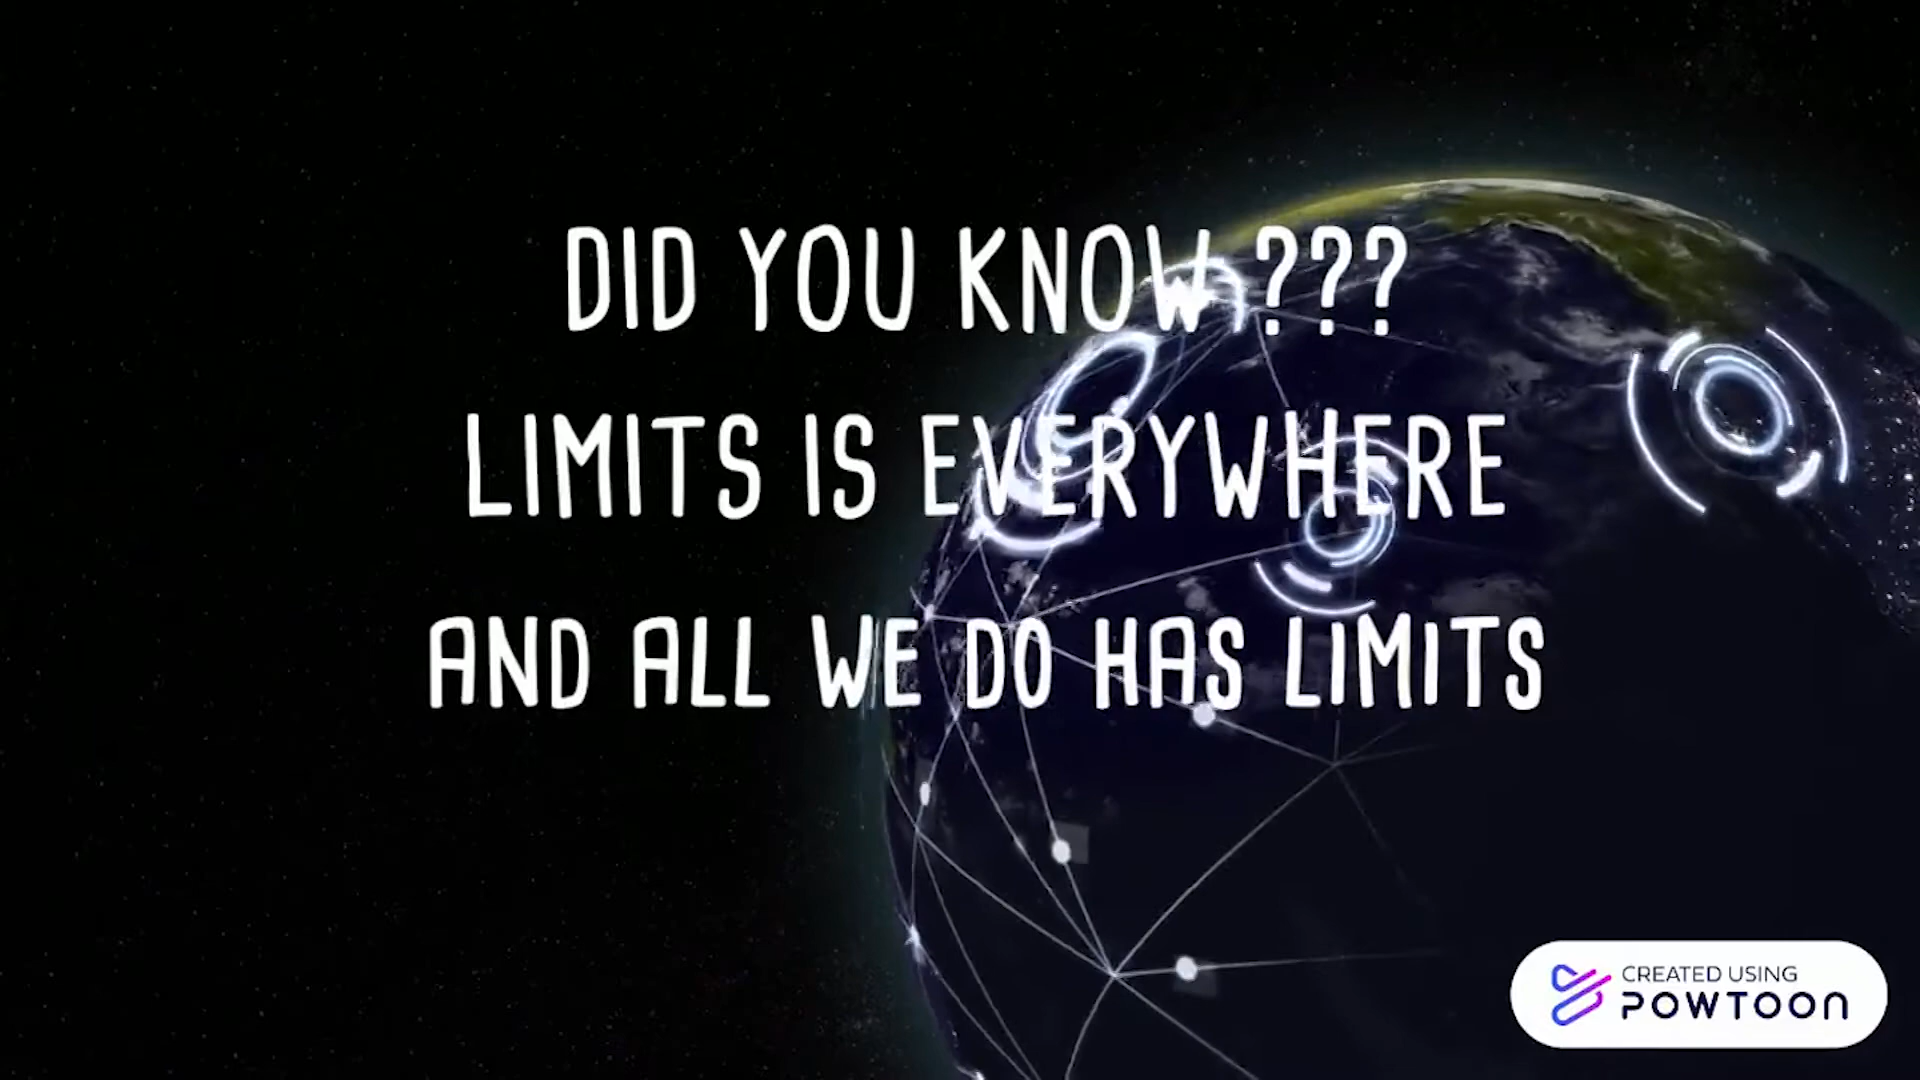 DID YOU KNOW ???
LIMITS IS EVERYWHERE
AND ALL WE DO HAS LIMITS
CREATED USING
POWTOON